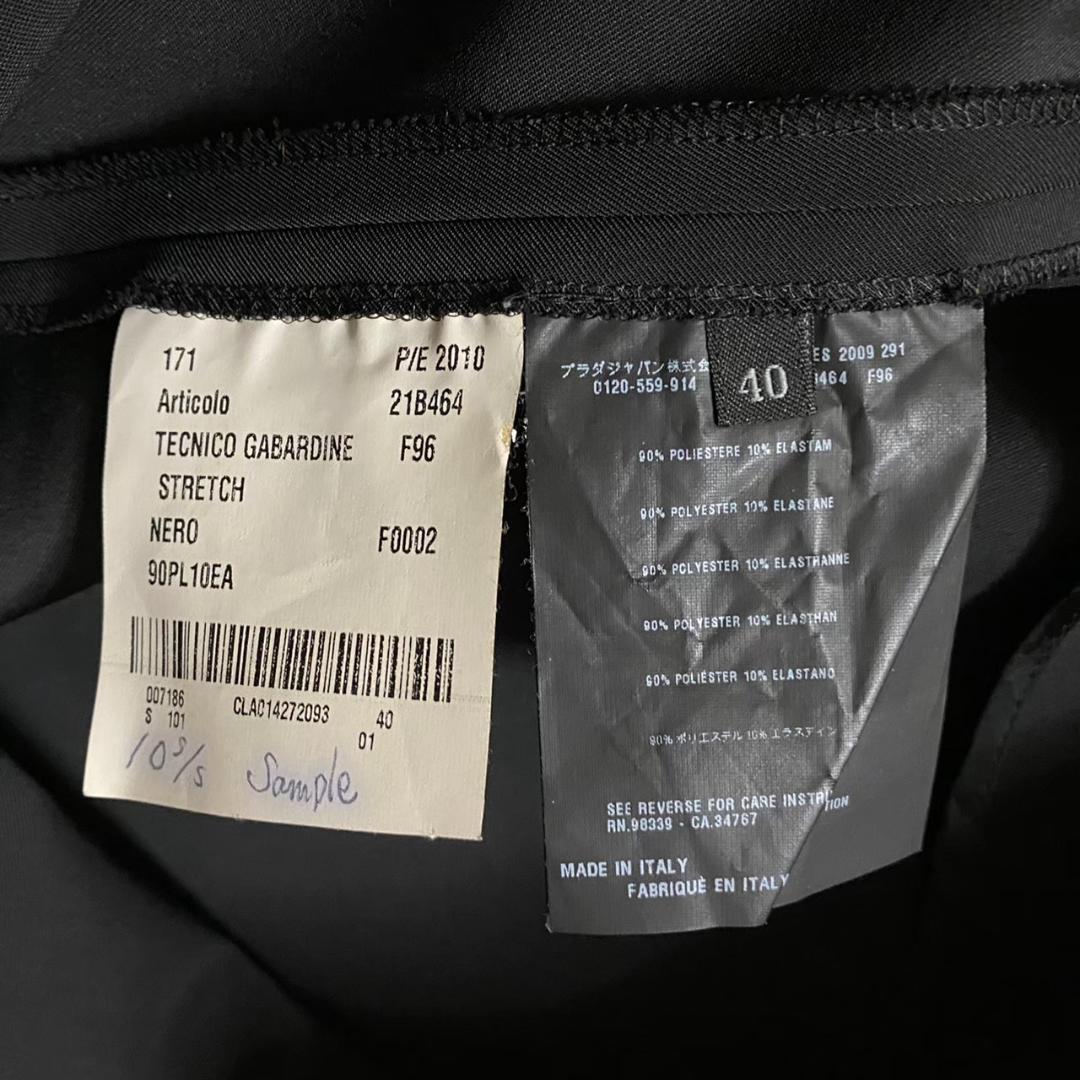 171 P/E 2010
Articolo 21B464
TECNICO GABARDINE F96
STRETCH
NERO F0002
90PL10EA
007186
S 101 CLA014272093 40
01
10 s/s Sample
プラダジャパン株式会
0120-559-914
40
ES 2009 291
464 F96
90% POLIESTERE 10% ELASTAM
90% POLYESTER 10% ELASTANE
90% POLYESTER 10% ELASTHANNE
90% POLYESTER 10% ELASTHAN
90% POLIÉSTER 10% ELASTANO
90% ポリエステル 10% エラスティン
SEE REVERSE FOR CARE INSTR TION
RN.98339 - CA.34767
MADE IN ITALY
FABRIQUÈ EN ITALY